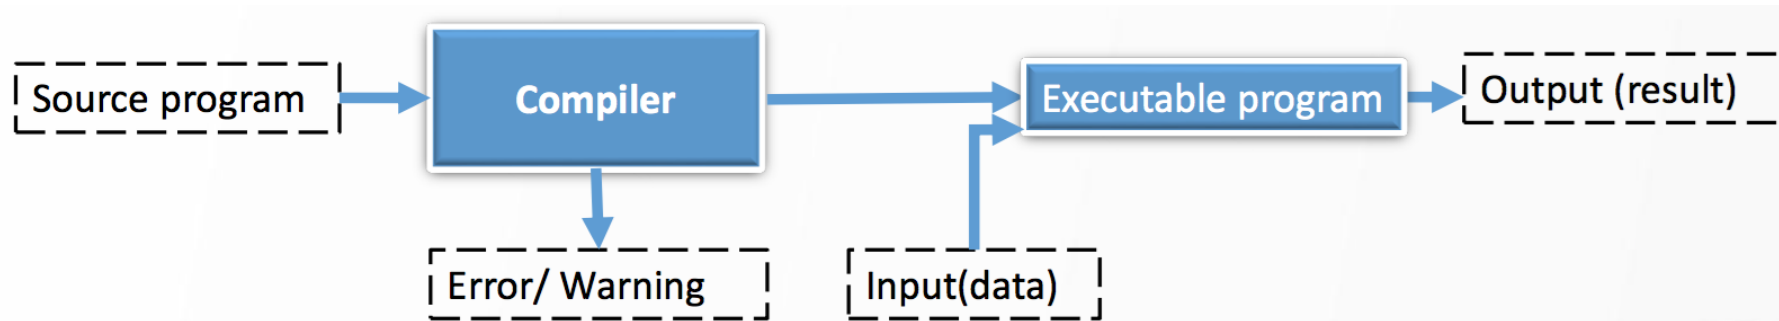 Source program
Compiler
Executable program
Output (result)
Error/ Warning
Input(data)